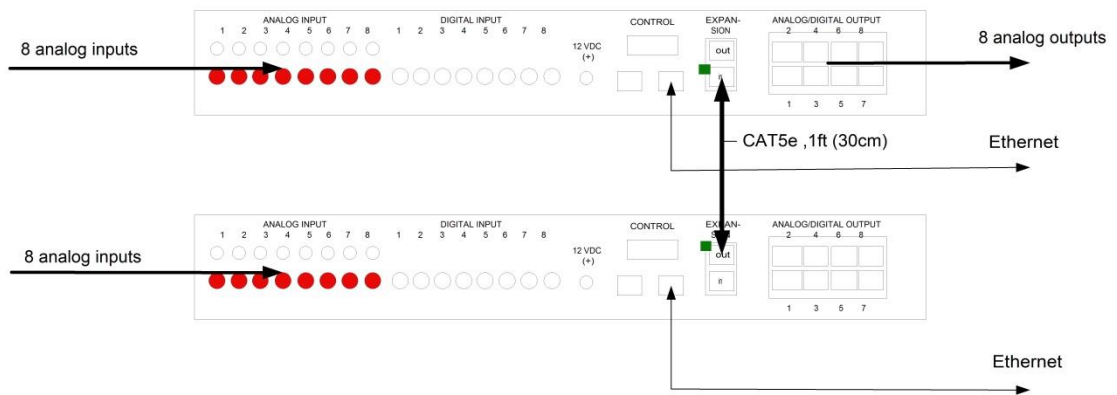 ANALOG INPUT
DIGITAL INPUT
CONTROL
EXPAN-
SION
ANALOG/DIGITAL OUTPUT
1 2 3 4 5 6 7 8
1 2 3 4 5 6 7 8
2 4 6 8
8 analog inputs
12 VDC
(+)
out
8 analog outputs
1 3 5 7
CAT5e ,1ft (30cm)
Ethernet
ANALOG INPUT
DIGITAL INPUT
CONTROL
ANALOG/DIGITAL OUTPUT
1 2 3 4 5 6 7 8
1 2 3 4 5 6 7 8
2 4 6 8
8 analog inputs
12 VDC
(+)
out
1 3 5 7
Ethernet